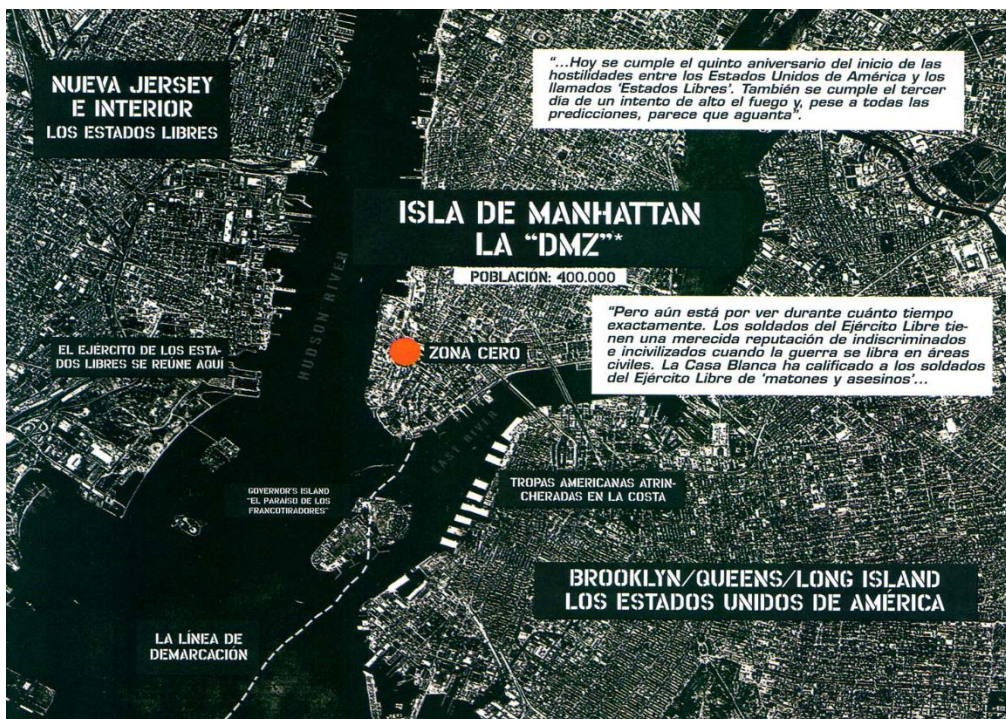 NUEVA JERSEY
E INTERIOR
LOS ESTADOS LIBRES
“...Hoy se cumple el quinto aniversario del inicio de las
hostilidades entre los Estados Unidos de América y los
llamados ‘Estados Libres’. También se cumple el tercer
día de un intento de alto el fuego y, pese a todas las
predicciones, parece que aguanta”.
ISLA DE MANHATTAN
LA “DMZ”*
POBLACIÓN: 400.000
HUDSON RIVER
“Pero aún está por ver durante cuánto tiempo
exactamente. Los soldados del Ejército Libre tie-
nen una merecida reputación de indiscriminados
e incivilizados cuando la guerra se libra en áreas
civiles. La Casa Blanca ha calificado a los soldados
del Ejército Libre de ‘matones y asesinos’...
EL EJÉRCITO DE LOS ESTA-
DOS LIBRES SE REÚNE AQUÍ
ZONA CERO
EAST RIVER
GOVERNOR'S ISLAND
“EL PARAÍSO DE LOS
FRANCOTIRADORES”
TROPAS AMERICANAS ATRIN-
CHERADAS EN LA COSTA
BROOKLYN/QUEENS/LONG ISLAND
LOS ESTADOS UNIDOS DE AMÉRICA
LA LÍNEA DE
DEMARCACIÓN